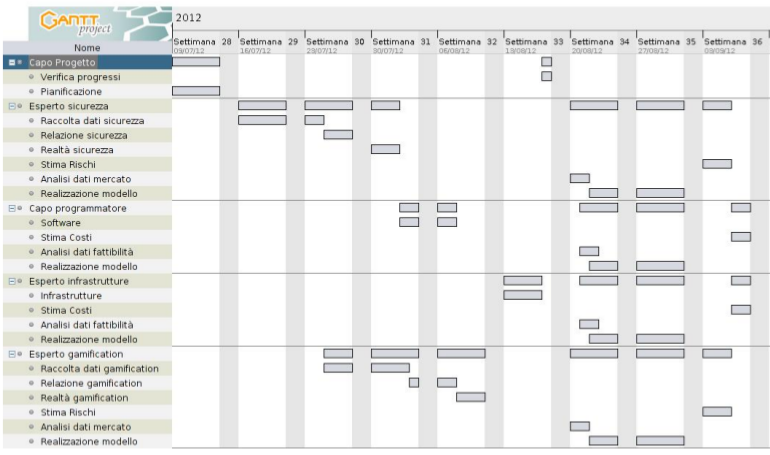 GANTT project
2012
Nome
Settimana 28 Settimana 29 Settimana 30 Settimana 31 Settimana 32 Settimana 33 Settimana 34 Settimana 35 Settimana 36
09/07/12 16/07/12 23/07/12 30/07/12 06/08/12 13/08/12 20/08/12 27/08/12 03/09/12
Capo Progetto
Verifica progressi
Pianificazione
Esperto sicurezza
Raccolta dati sicurezza
Relazione sicurezza
Realtà sicurezza
Stima Rischi
Analisi dati mercato
Realizzazione modello
Capo programmatore
Software
Stima Costi
Analisi dati fattibilità
Realizzazione modello
Esperto infrastrutture
Infrastrutture
Stima Costi
Analisi dati fattibilità
Realizzazione modello
Esperto gamification
Raccolta dati gamification
Relazione gamification
Realtà gamification
Stima Rischi
Analisi dati mercato
Realizzazione modello